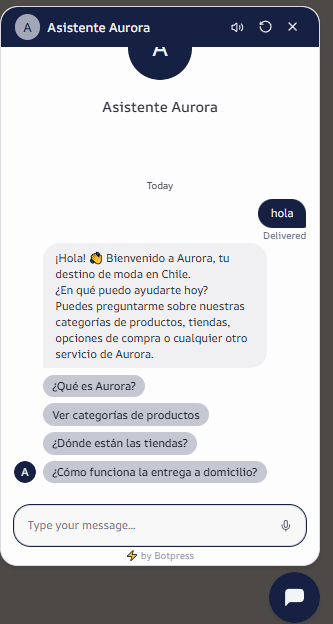 A Asistente Aurora
A
Asistente Aurora
Today
hola
Delivered
¡Hola! 👏 Bienvenido a Aurora, tu
destino de moda en Chile.
¿En qué puedo ayudarte hoy?
Puedes preguntarme sobre nuestras
categorías de productos, tiendas,
opciones de compra o cualquier otro
servicio de Aurora.
¿Qué es Aurora?
Ver categorías de productos
¿Dónde están las tiendas?
A ¿Cómo funciona la entrega a domicilio?
Type your message...
⚡ by Botpress